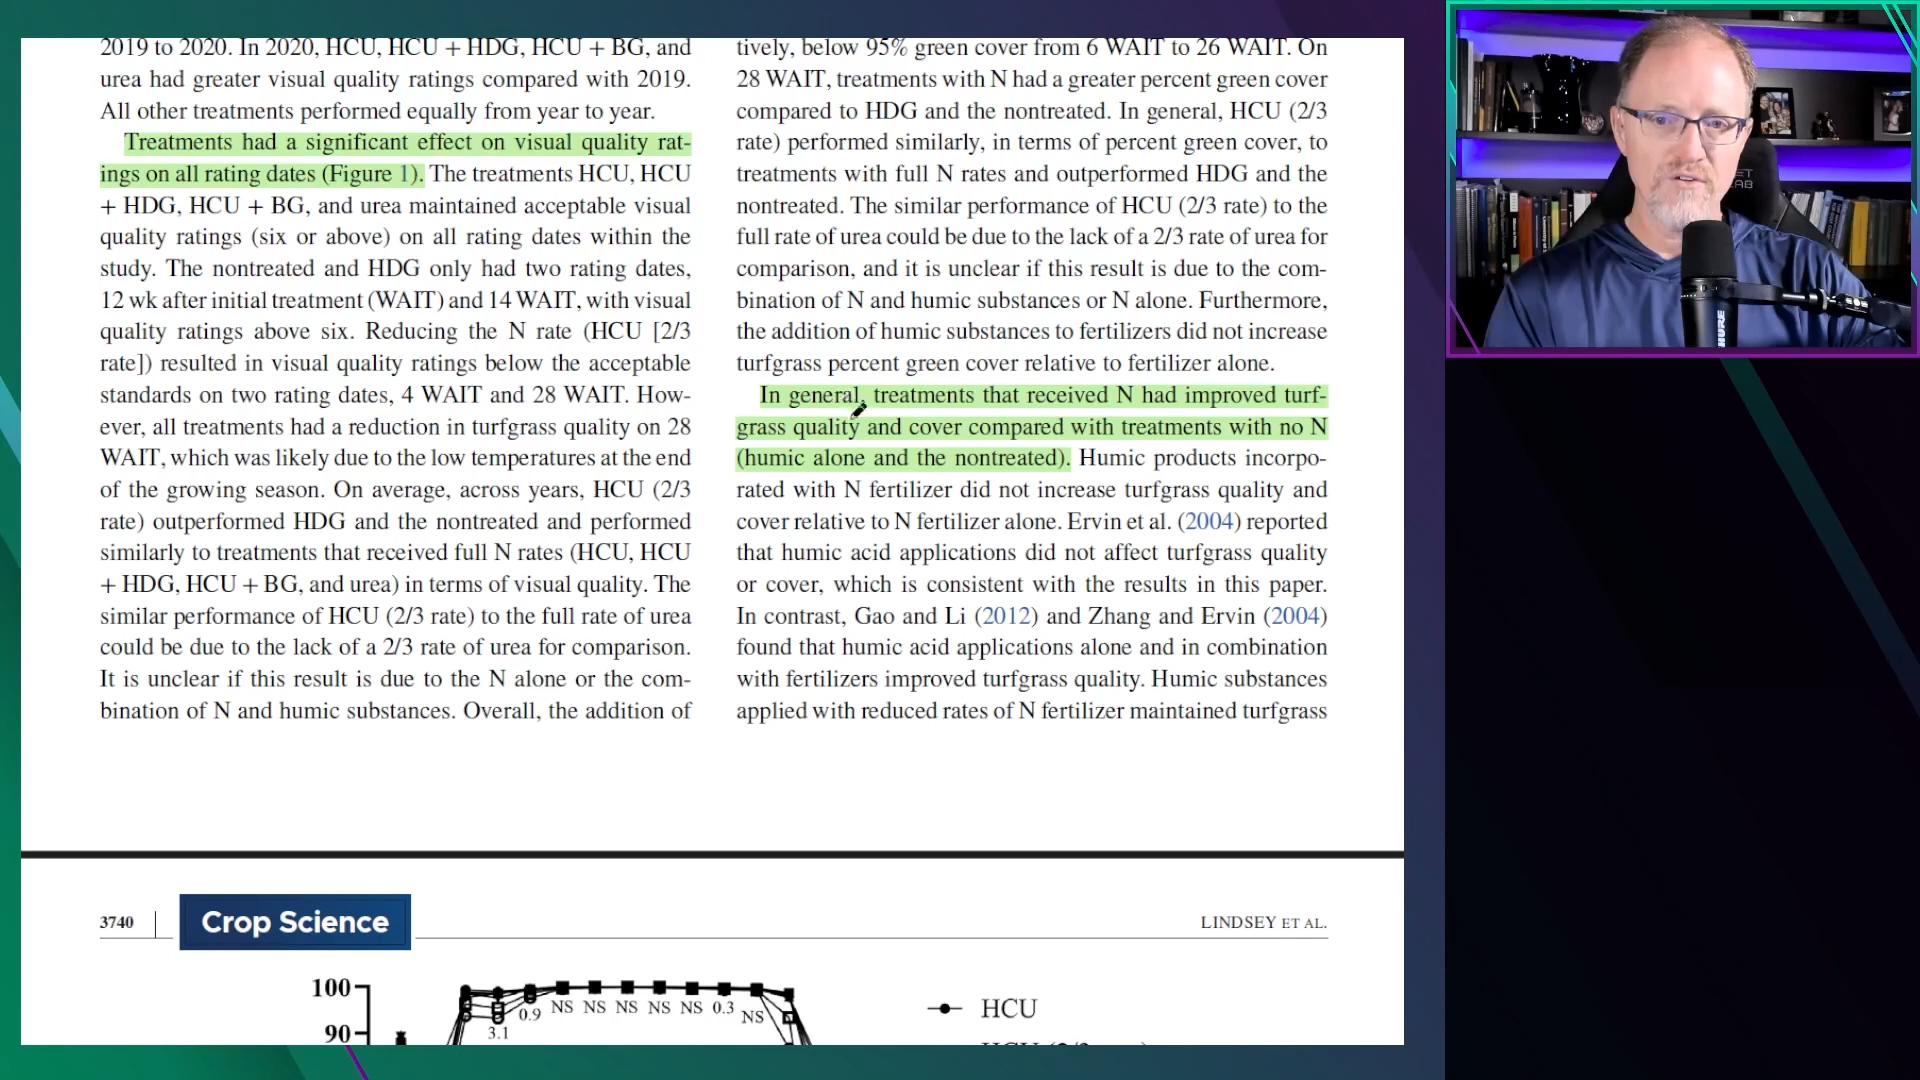 2019 to 2020. In 2020, HCU, HCU + HDG, HCU + BG, and
urea had greater visual quality ratings compared with 2019.
All other treatments performed equally from year to year.
Treatments had a significant effect on visual quality rat-
ings on all rating dates (Figure 1). The treatments HCU, HCU
+ HDG, HCU + BG, and urea maintained acceptable visual
quality ratings (six or above) on all rating dates within the
study. The nontreated and HDG only had two rating dates,
12 wk after initial treatment (WAIT) and 14 WAIT, with visual
quality ratings above six. Reducing the N rate (HCU [2/3
rate]) resulted in visual quality ratings below the acceptable
standards on two rating dates, 4 WAIT and 28 WAIT. How-
ever, all treatments had a reduction in turfgrass quality on 28
WAIT, which was likely due to the low temperatures at the end
of the growing season. On average, across years, HCU (2/3
rate) outperformed HDG and the nontreated and performed
similarly to treatments that received full N rates (HCU, HCU
+ HDG, HCU + BG, and urea) in terms of visual quality. The
similar performance of HCU (2/3 rate) to the full rate of urea
could be due to the lack of a 2/3 rate of urea for comparison.
It is unclear if this result is due to the N alone or the com-
bination of N and humic substances. Overall, the addition of
tively, below 95% green cover from 6 WAIT to 26 WAIT. On
28 WAIT, treatments with N had a greater percent green cover
compared to HDG and the nontreated. In general, HCU (2/3
rate) performed similarly, in terms of percent green cover, to
treatments with full N rates and outperformed HDG and the
nontreated. The similar performance of HCU (2/3 rate) to the
full rate of urea could be due to the lack of a 2/3 rate of urea for
comparison, and it is unclear if this result is due to the com-
bination of N and humic substances or N alone. Furthermore,
the addition of humic substances to fertilizers did not increase
turfgrass percent green cover relative to fertilizer alone.
In general, treatments that received N had improved turf-
grass quality and cover compared with treatments with no N
(humic alone and the nontreated). Humic products incorpo-
rated with N fertilizer did not increase turfgrass quality and
cover relative to N fertilizer alone. Ervin et al. (2004) reported
that humic acid applications did not affect turfgrass quality
or cover, which is consistent with the results in this paper.
In contrast, Gao and Li (2012) and Zhang and Ervin (2004)
found that humic acid applications alone and in combination
with fertilizers improved turfgrass quality. Humic substances
applied with reduced rates of N fertilizer maintained turfgrass
3740
Crop Science
LINDSEY ET AL.
100
90
3.1
0.9
NS NS NS NS NS 0.3 NS
HCU
SHURE